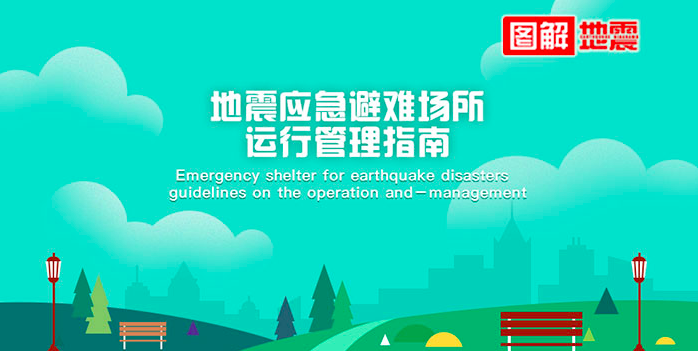 图解地震
地震应急避难场所
运行管理指南
Emergency shelter for earthquake disasters
guidelines on the operation and-management